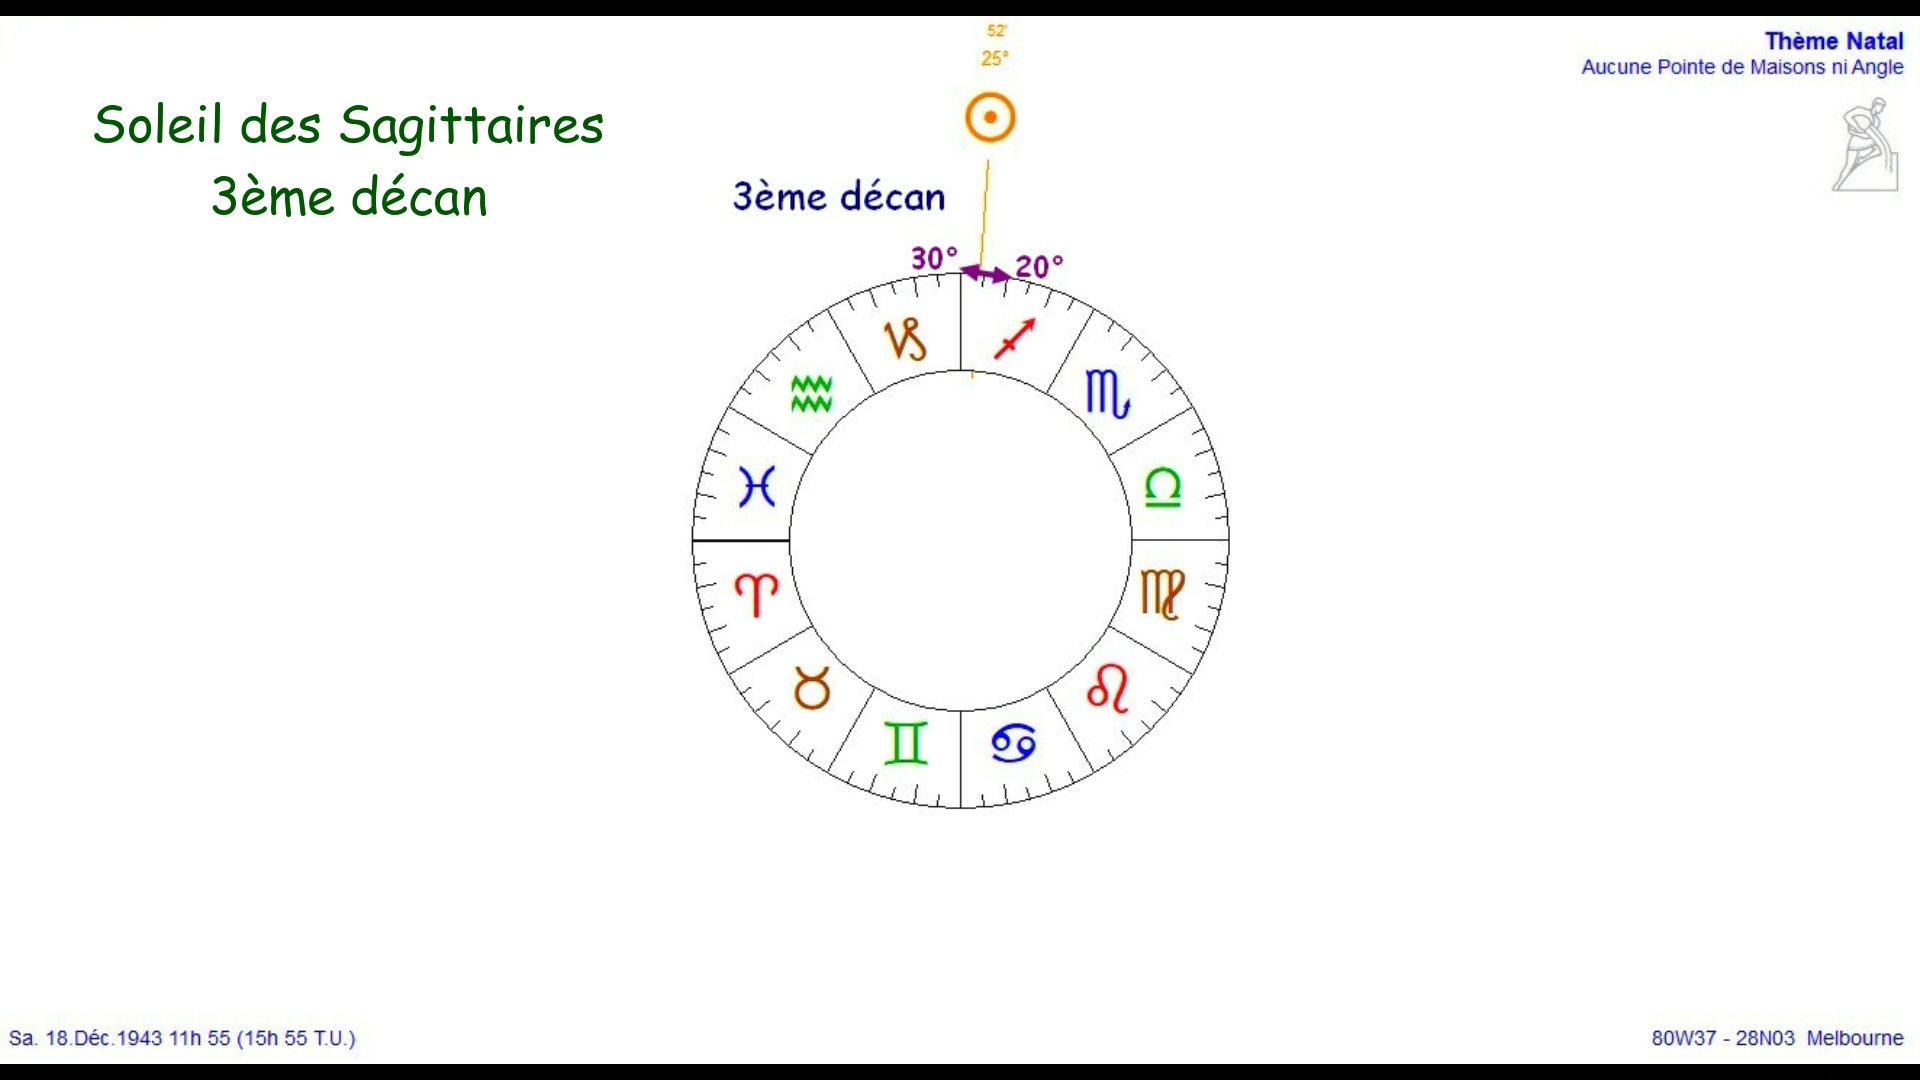 52'
25°
Thème Natal
Aucune Pointe de Maisons ni Angle
Soleil des Sagittaires
3ème décan
3ème décan
30°
20°
♑
♐
♒
♏
♓
♎
♈
♍
♉
♌
♊
♋
Sa. 18.Déc.1943 11h 55 (15h 55 T.U.)
80W37 - 28N03 Melbourne